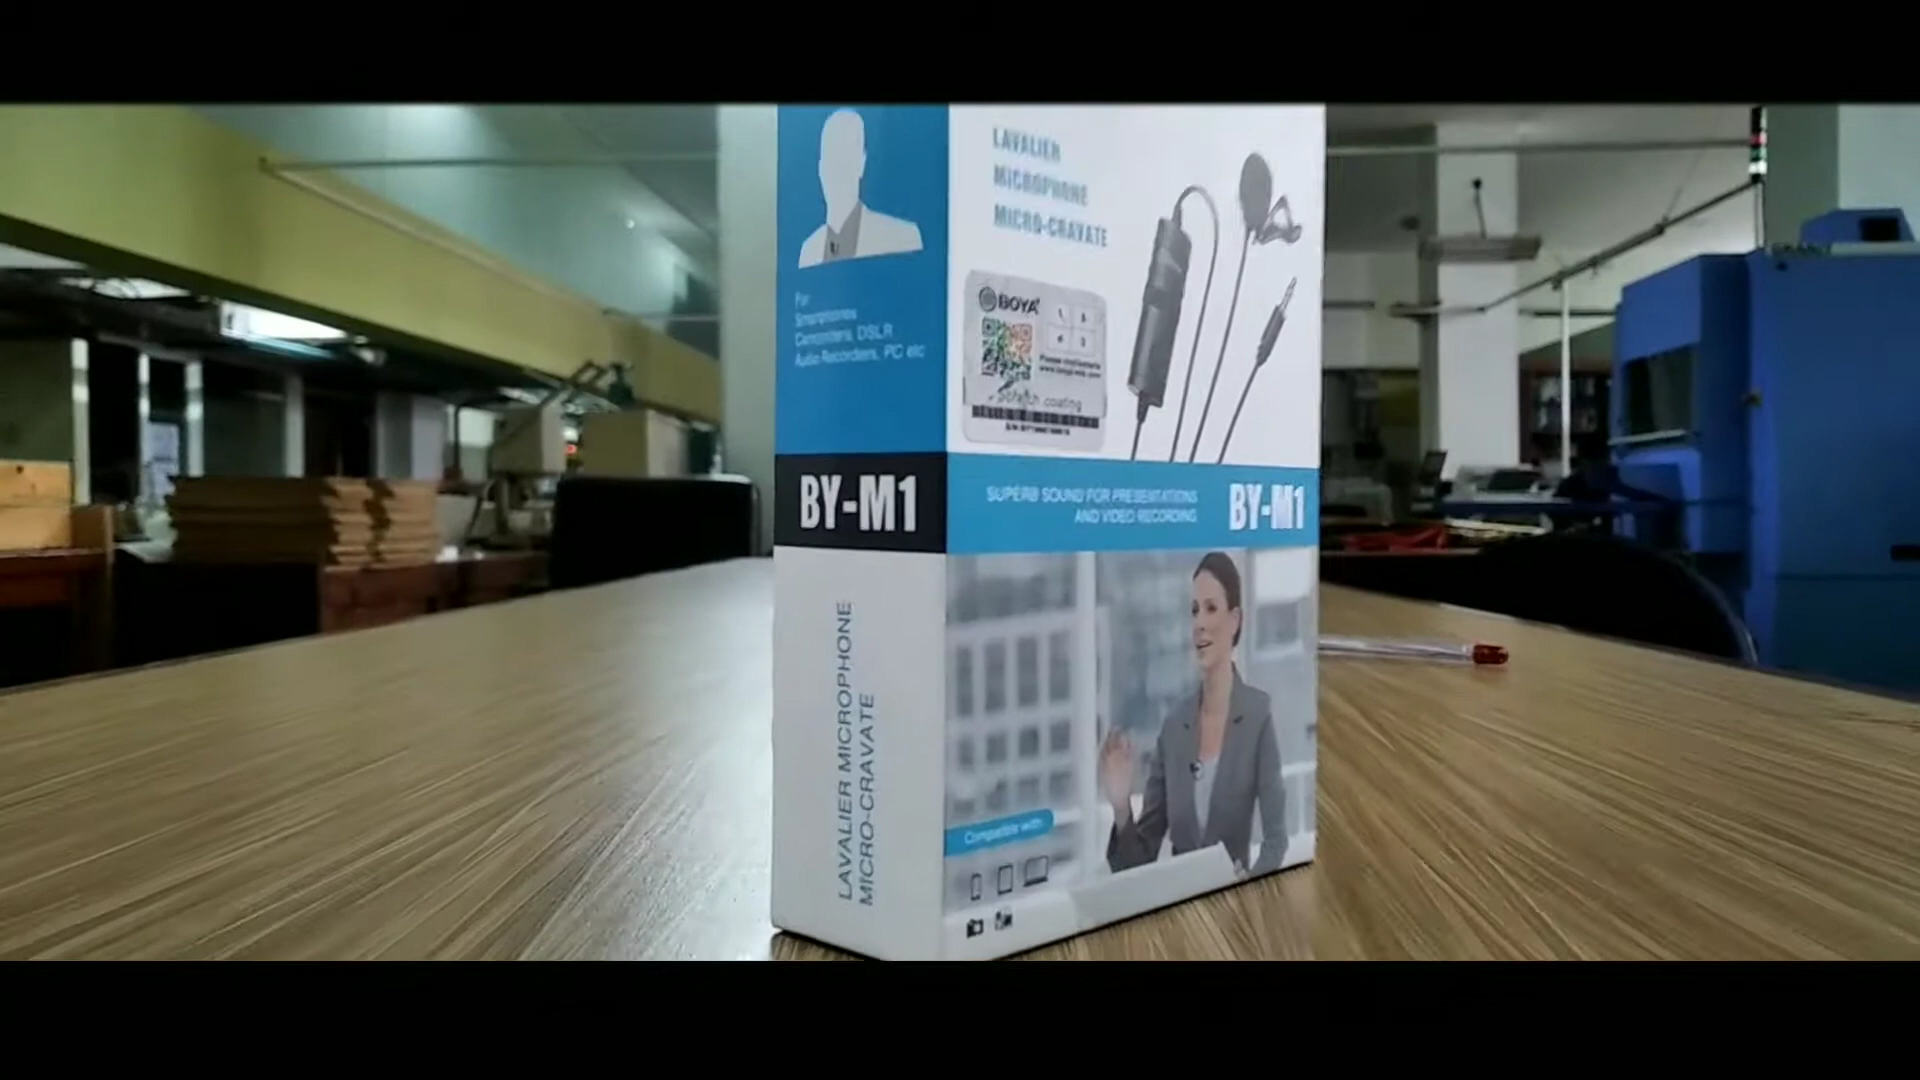 For
Smartphones
Camcorders, DSLR
Audio Recorders, PC etc
BY-M1
LAVALIER MICROPHONE
MICRO-CRAVATE
LAVALIER
MICROPHONE
MICRO-CRAVATE
BOYA
Scratch coating
SUPERB SOUND FOR PRESENTATIONS
AND VIDEO RECORDING
BY-M1
Compatible with